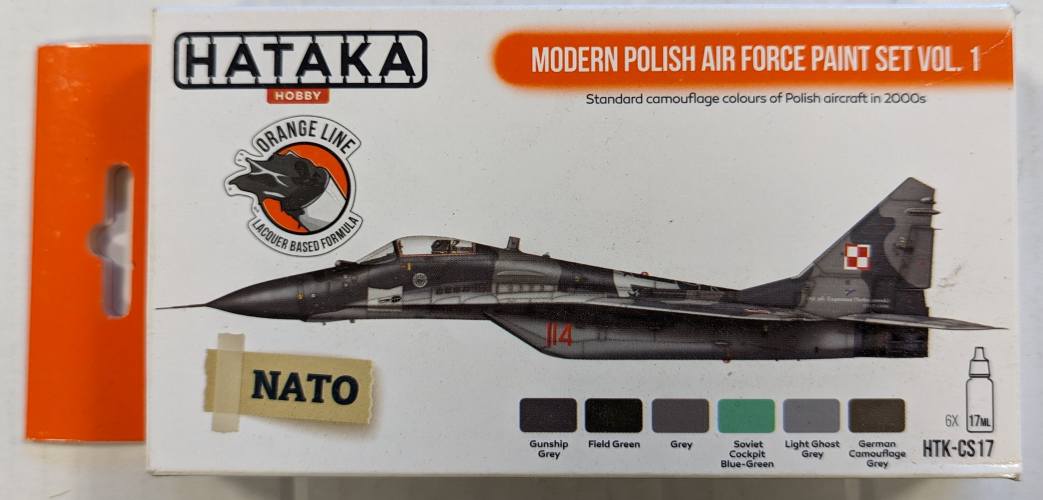 HATAKA
HOBBY
MODERN POLISH AIR FORCE PAINT SET VOL. 1
Standard camouflage colours of Polish aircraft in 2000s
ORANGE LINE
LACQUER BASED FORMULA
114
NATO
Gunship
Grey
Field Green
Grey
Soviet
Cockpit
Blue-Green
Light Ghost
Grey
German
Camouflage
Grey
6X
17ML
HTK-CS17